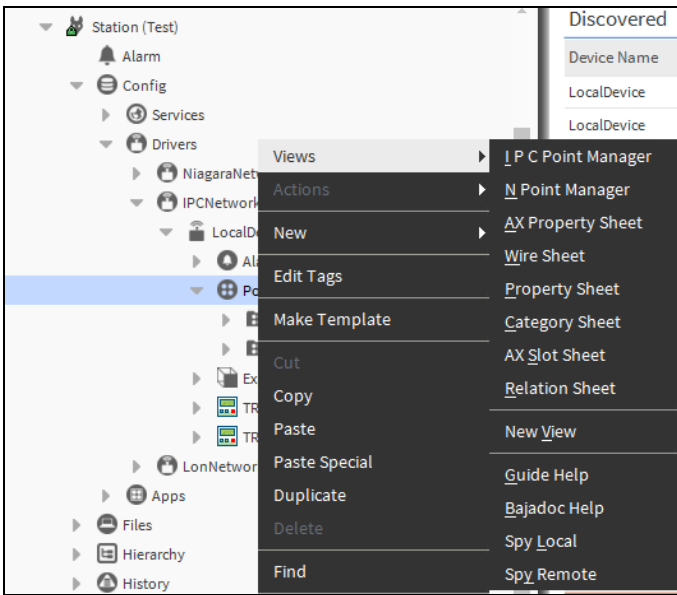 Station (Test)
Alarm
Config
Services
Drivers
NiagaraNet
IPCNetwork
LocalDe
Ala
Po
Ex
TR
TR
LonNetwor
Apps
Files
Hierarchy
History
Views
Actions
New
Edit Tags
Make Template
Cut
Copy
Paste
Paste Special
Duplicate
Delete
Find
I P C Point Manager
N Point Manager
AX Property Sheet
Wire Sheet
Property Sheet
Category Sheet
AX Slot Sheet
Relation Sheet
New View
Guide Help
Bajadoc Help
Spy Local
Spy Remote
Discovered
Device Name
LocalDevice
LocalDevice